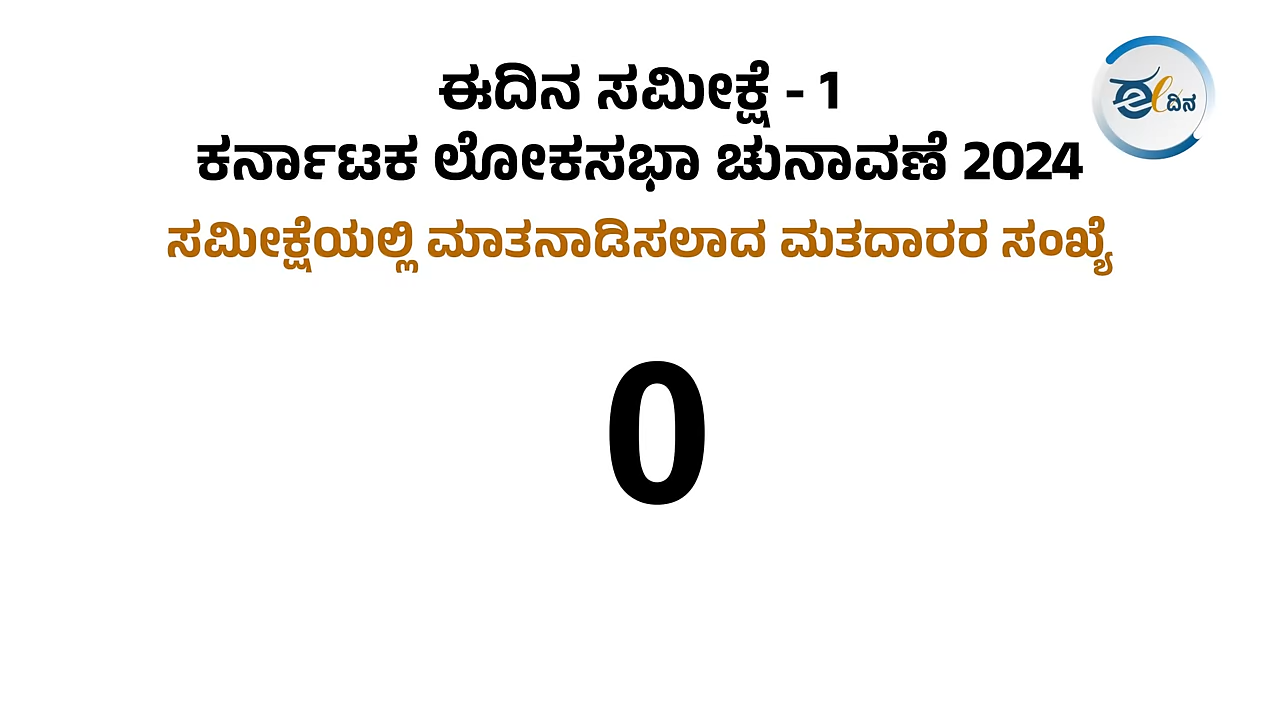 ಈದಿನ ಸಮೀಕ್ಷೆ - 1
ಕರ್ನಾಟಕ ಲೋಕಸಭಾ ಚುನಾವಣೆ 2024
ಸಮೀಕ್ಷೆಯಲ್ಲಿ ಮಾತನಾಡಿಸಲಾದ ಮತದಾರರ ಸಂಖ್ಯೆ
0
ಈ ದಿನ